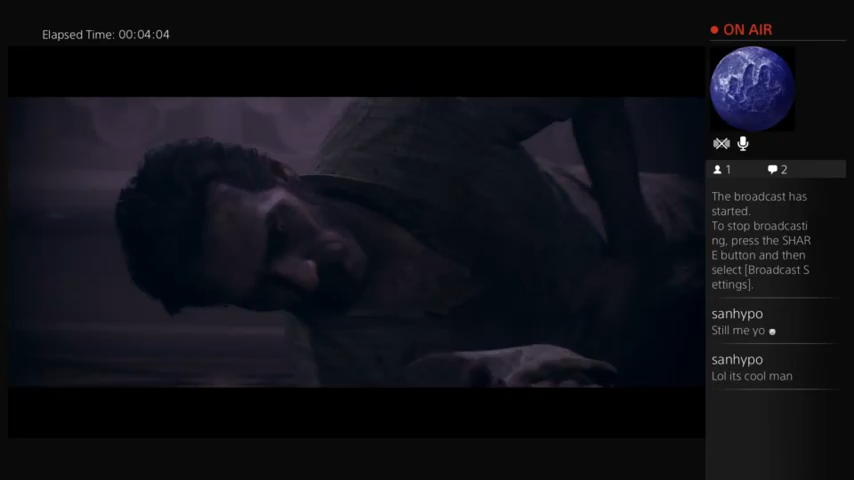 Elapsed Time: 00:04:04
ON AIR
1
2
The broadcast has
started.
To stop broadcasti
ng, press the SHAR
E button and then
select [Broadcast S
ettings].
sanhypo
Still me yo
sanhypo
Lol its cool man